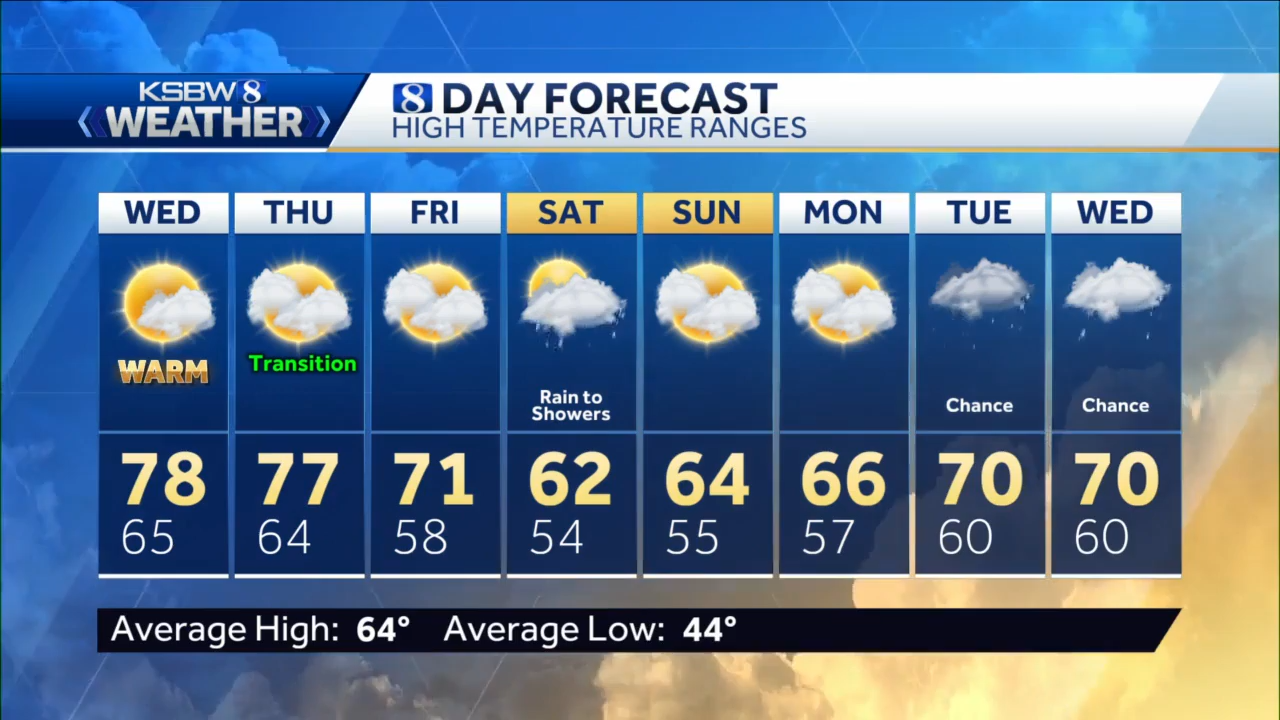 KSBW 8
WEATHER
8 DAY FORECAST
HIGH TEMPERATURE RANGES
WED THU FRI SAT SUN MON TUE WED
WARM
Transition
Rain to
Showers
Chance
Chance
78 77 71 62 64 66 70 70
65 64 58 54 55 57 60 60
Average High: 64° Average Low: 44°